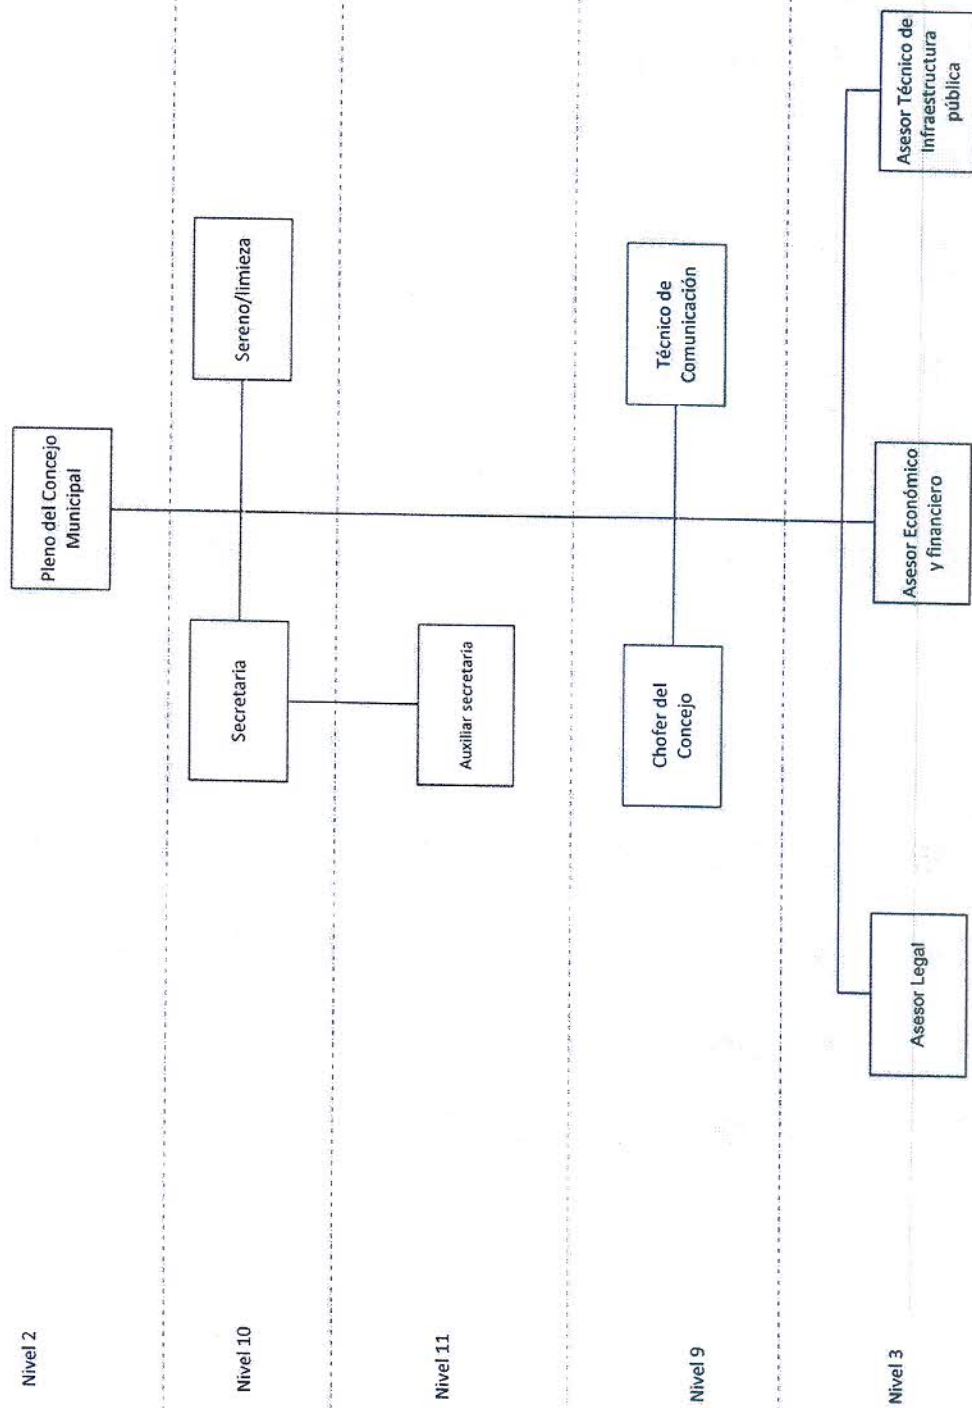 Nivel 2
Pleno del Concejo
Municipal
Nivel 10
Secretaria
Sereno/limieza
Nivel 11
Auxiliar secretaria
Nivel 9
Chofer del
Concejo
Técnico de
Comunicación
Nivel 3
Asesor Legal
Asesor Económico
y financiero
Asesor Técnico de
Infraestructura
pública